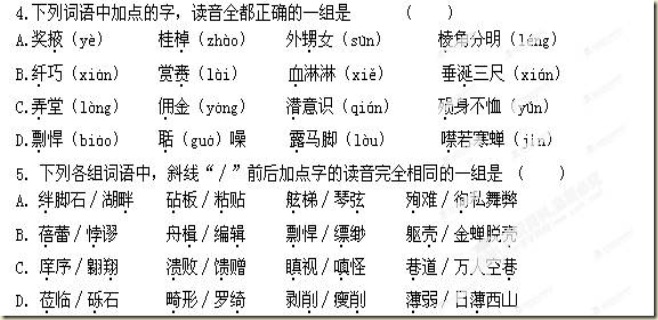 4.下列词语中加点的字，读音全都正确的一组是 （ ）
A.奖掖（yè） 桂棹（zhào） 外甥女（sūn） 棱角分明（léng）
B.纤巧（xiān） 赏赉（lài） 血淋淋（xiě） 垂涎三尺（xián）
C.弄堂（lòng） 佣金（yòng） 潜意识（qián） 殒身不恤（yǔn）
D.剽悍（biāo） 聒（guō）噪 露马脚（lòu） 噤若寒蝉（jìn）
5. 下列各组词语中，斜线“/”前后加点字的读音完全相同的一组是 （ ）
A. 绊脚石/湖畔 砧板/粘贴 舷梯/琴弦 殉难/徇私舞弊
B. 蓓蕾/悖谬 舟楫/编辑 剽悍/缥缈 躯壳/金蝉脱壳
C. 庠序/翱翔 溃败/馈赠 瞋视/嗔怪 巷道/万人空巷
D. 莅临/砾石 畸形/罗绮 剥削/瘦削 薄弱/日薄西山